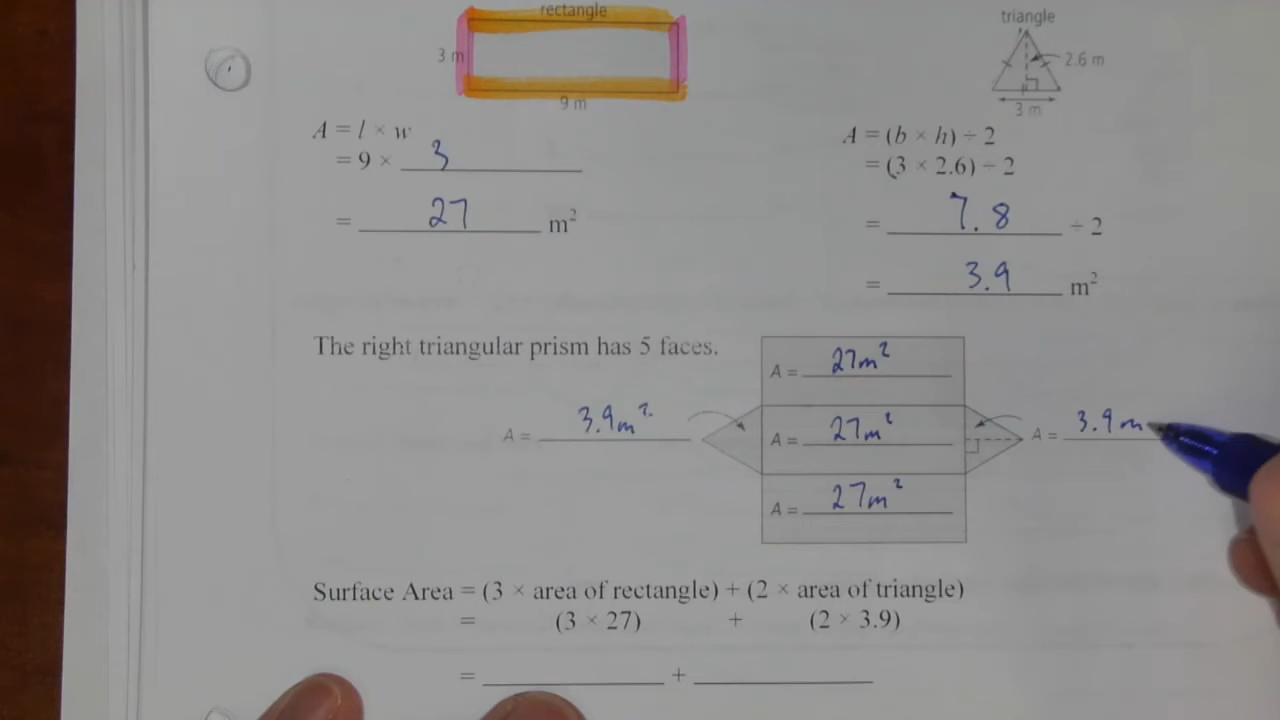 rectangle
triangle
3 m
2.6 m
9 m
3 m
A = l × w
= 9 × 3
= 27 m²
A = (b × h) ÷ 2
= (3 × 2.6) ÷ 2
= 7.8 ÷ 2
= 3.9 m²
The right triangular prism has 5 faces.
A = 27m²
A = 3.9m²
A = 27m²
A = 3.9m
A = 27m²
Surface Area = (3 × area of rectangle) + (2 × area of triangle)
= (3 × 27) + (2 × 3.9)
= +